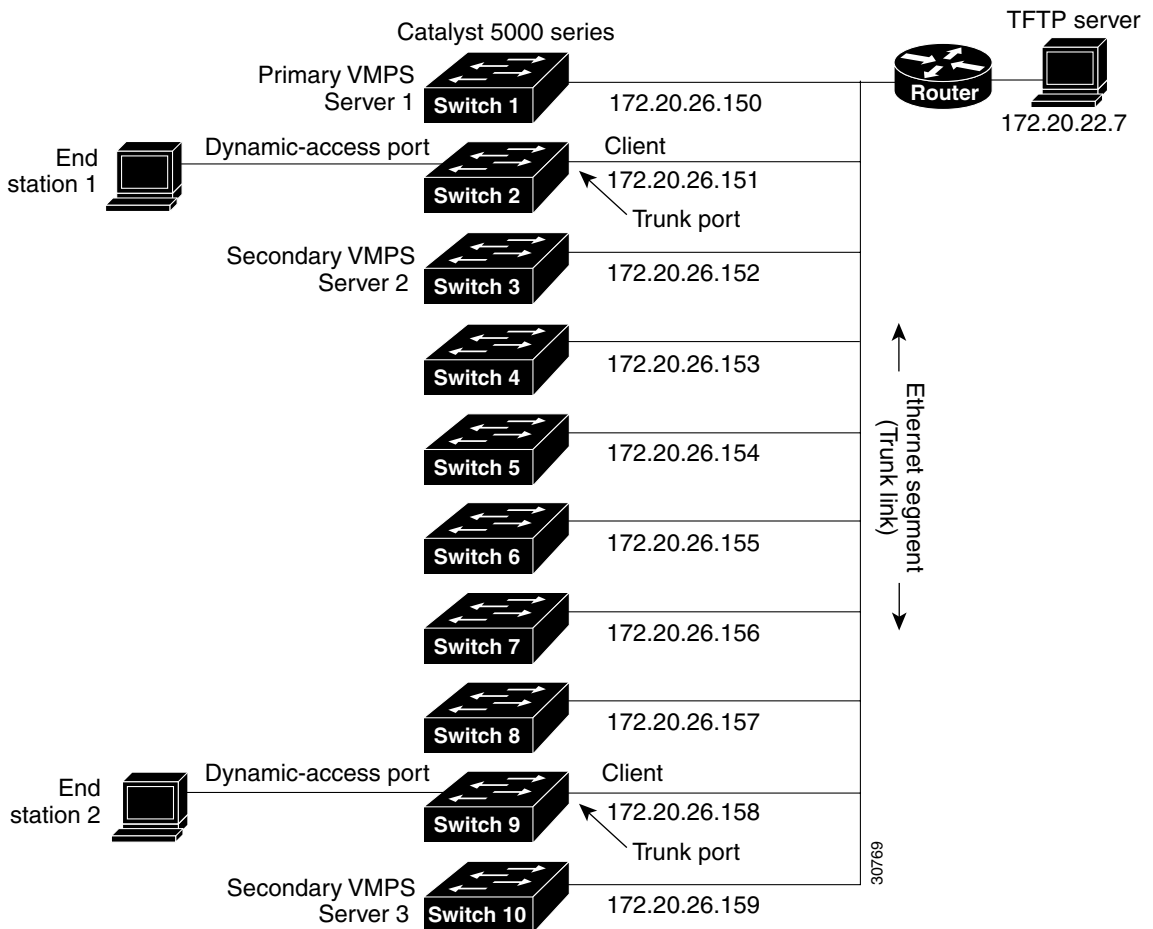 TFTP server
Catalyst 5000 series
Primary VMPS
Server 1
Switch 1
172.20.26.150
Router
172.20.22.7
End
station 1
Dynamic-access port
Switch 2
Client
172.20.26.151
Trunk port
Secondary VMPS
Server 2
Switch 3
172.20.26.152
Switch 4
172.20.26.153
Ethernet segment
(Trunk link)
Switch 5
172.20.26.154
Switch 6
172.20.26.155
Switch 7
172.20.26.156
Switch 8
172.20.26.157
End
station 2
Dynamic-access port
Switch 9
Client
172.20.26.158
Trunk port
30769
Secondary VMPS
Server 3
Switch 10
172.20.26.159